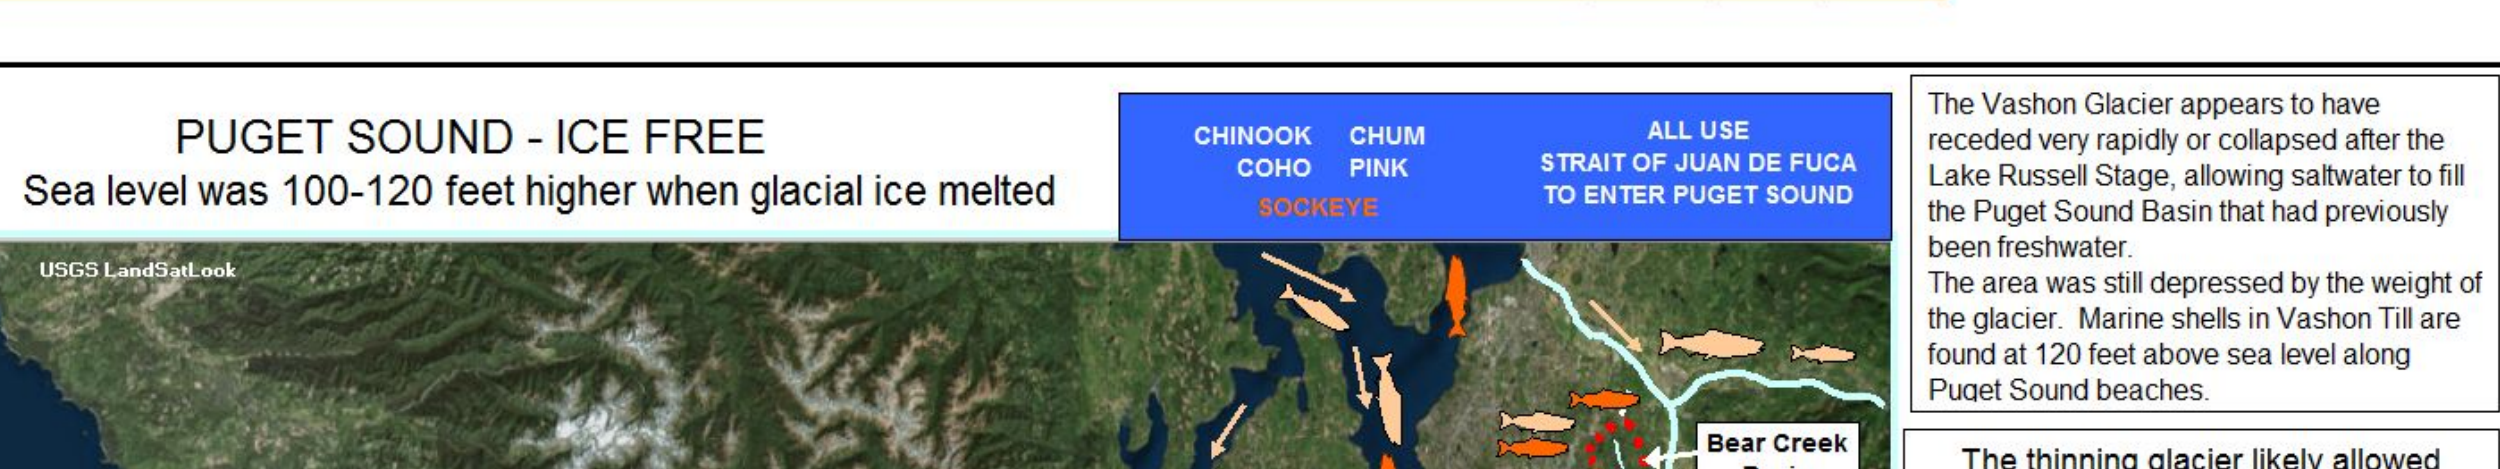 PUGET SOUND - ICE FREE
Sea level was 100-120 feet higher when glacial ice melted
CHINOOK CHUM
COHO PINK
SOCKEYE
ALL USE
STRAIT OF JUAN DE FUCA
TO ENTER PUGET SOUND
The Vashon Glacier appears to have
receded very rapidly or collapsed after the
Lake Russell Stage, allowing saltwater to fill
the Puget Sound Basin that had previously
been freshwater.
The area was still depressed by the weight of
the glacier. Marine shells in Vashon Till are
found at 120 feet above sea level along
Puget Sound beaches.
USGS LandSatLook
Bear Creek
The thinning glacier likely allowed